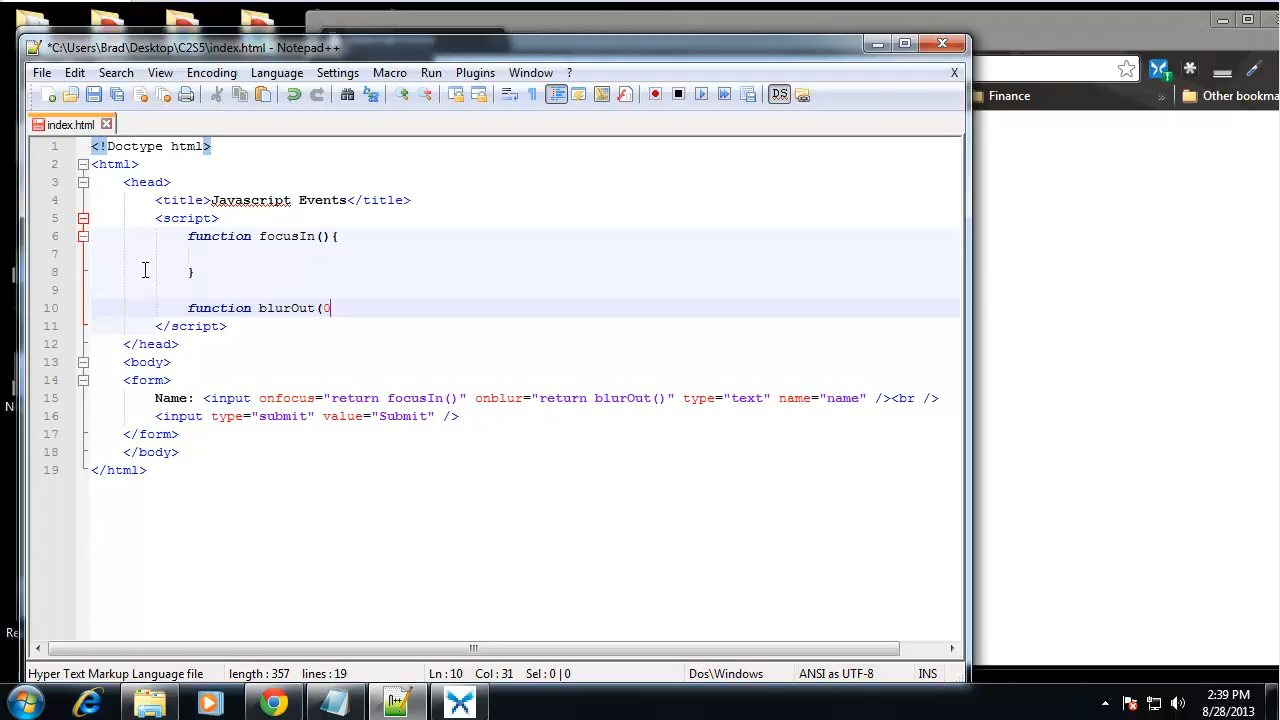 *C:\Users\Brad\Desktop\C2S5\index.html - Notepad++
File Edit Search View Encoding Language Settings Macro Run Plugins Window ? X
index.html
Finance » Other bookma
1 <!Doctype html>
2 <html>
3 <head>
4 <title>Javascript Events</title>
5 <script>
6 function focusIn(){
7
8 }
9
10 function blurOut(0
11 </script>
12 </head>
13 <body>
14 <form>
15 Name: <input onfocus="return focusIn()" onblur="return blurOut()" type="text" name="name" /><br />
16 <input type="submit" value="Submit" />
17 </form>
18 </body>
19 </html>
N
Re
Hyper Text Markup Language file length : 357 lines : 19 Ln : 10 Col : 31 Sel : 0 | 0 Dos\Windows ANSI as UTF-8 INS
2:39 PM
8/28/2013